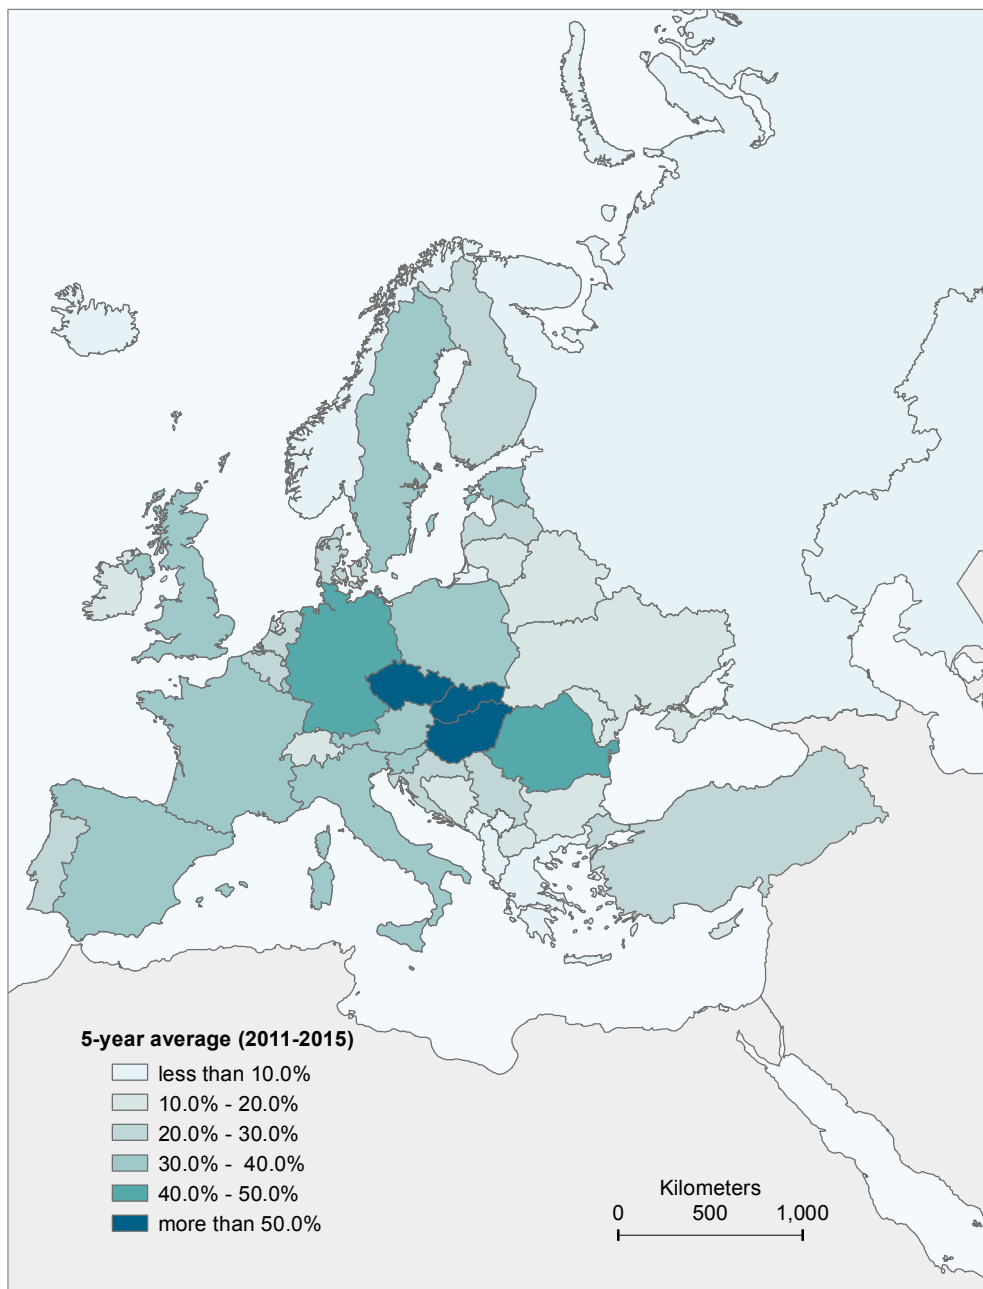 5-year average (2011-2015)
less than 10.0%
10.0% - 20.0%
20.0% - 30.0%
30.0% -  40.0%
40.0% - 50.0%
more than 50.0%
Kilometers
0 500 1,000